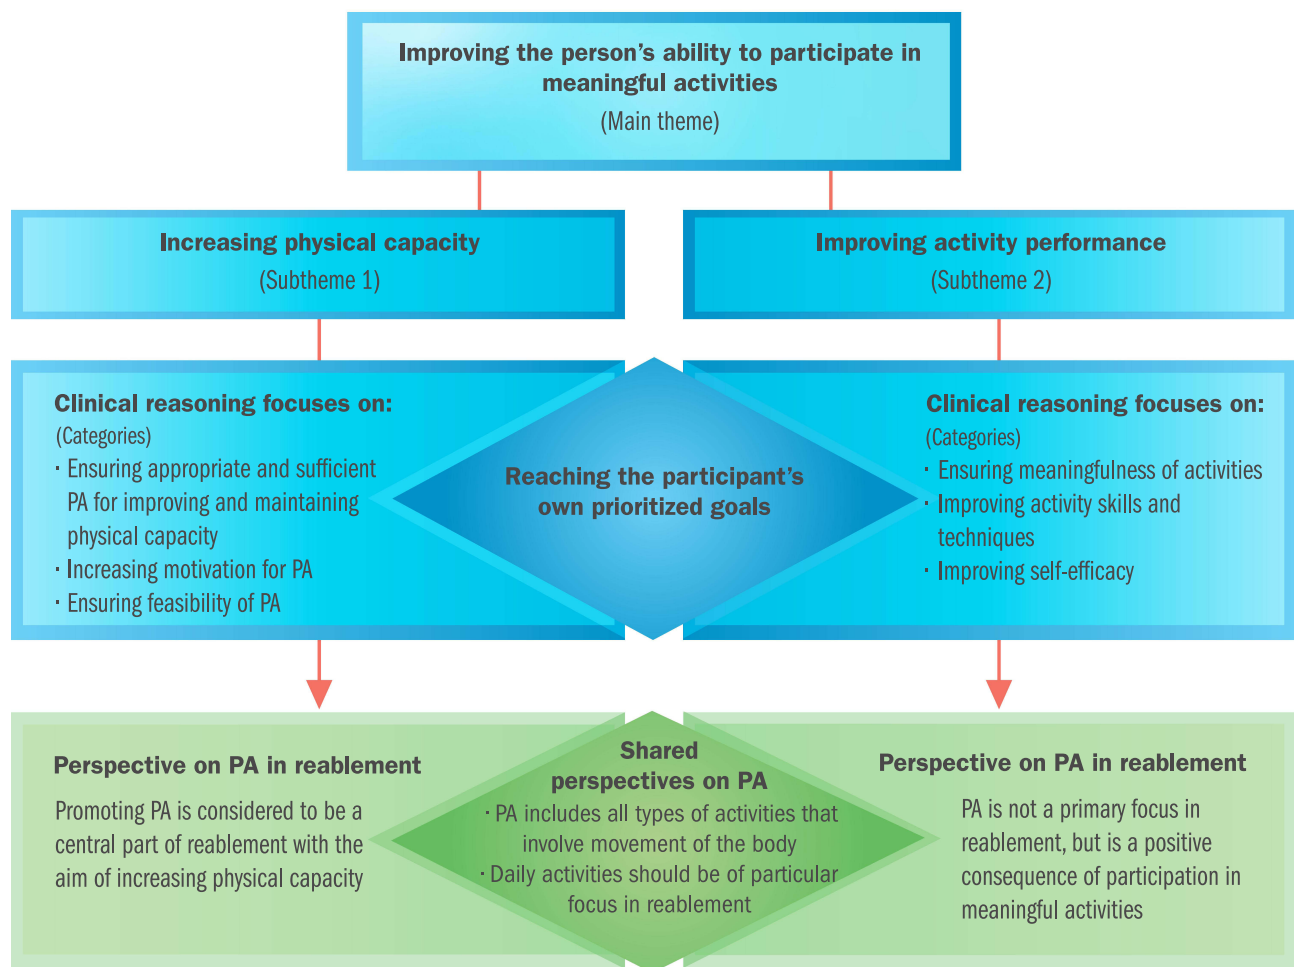 Improving the person's ability to participate in
meaningful activities
(Main theme)
Increasing physical capacity
(Subtheme 1)
Improving activity performance
(Subtheme 2)
Clinical reasoning focuses on:
(Categories)
· Ensuring appropriate and sufficient
PA for improving and maintaining
physical capacity
· Increasing motivation for PA
· Ensuring feasibility of PA
Reaching the participant's
own prioritized goals
Clinical reasoning focuses on:
(Categories)
· Ensuring meaningfulness of activities
· Improving activity skills and
techniques
· Improving self-efficacy
Perspective on PA in reablement
Promoting PA is considered to be a
central part of reablement with the
aim of increasing physical capacity
Shared
perspectives on PA
· PA includes all types of activities that
involve movement of the body
· Daily activities should be of particular
focus in reablement
Perspective on PA in reablement
PA is not a primary focus in
reablement, but is a positive
consequence of participation in
meaningful activities